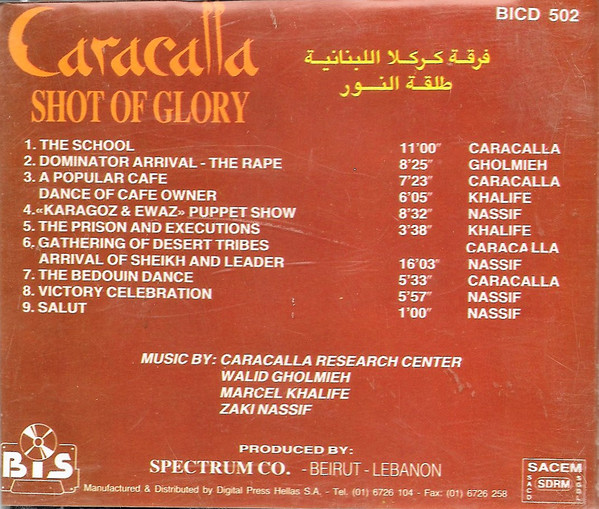 BICD 502
Caracalla
SHOT OF GLORY
فرقة كركلا اللبنانية
طلقة النور
1. THE SCHOOL 11'00" CARACALLA
2. DOMINATOR ARRIVAL - THE RAPE 8'25" GHOLMIEH
3. A POPULAR CAFE 7'23" CARACALLA
DANCE OF CAFE OWNER 6'05" KHALIFE
4. «KARAGOZ & EWAZ» PUPPET SHOW 8'32" NASSIF
5. THE PRISON AND EXECUTIONS 3'38" KHALIFE
6. GATHERING OF DESERT TRIBES CARACALLA
ARRIVAL OF SHEIKH AND LEADER 16'03" NASSIF
7. THE BEDOUIN DANCE 5'33" CARACALLA
8. VICTORY CELEBRATION 5'57" NASSIF
9. SALUT 1'00" NASSIF
MUSIC BY: CARACALLA RESEARCH CENTER
WALID GHOLMIEH
MARCEL KHALIFE
ZAKI NASSIF
PRODUCED BY:
SPECTRUM CO. - BEIRUT - LEBANON
Manufactured & Distributed by Digital Press Hellas S.A. - Tel. (01) 6726 104 - Fax: (01) 6726 258
BIS
SACEM
SACD SDRM SGDL